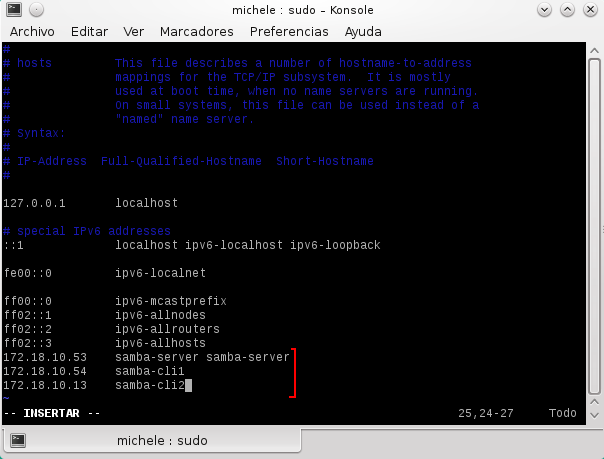 michele : sudo – Konsole
Archivo Editar Ver Marcadores Preferencias Ayuda
#
# hosts         This file describes a number of hostname-to-address
#               mappings for the TCP/IP subsystem.  It is mostly
#               used at boot time, when no name servers are running.
#               On small systems, this file can be used instead of a
#               "named" name server.
# Syntax:
#
# IP-Address  Full-Qualified-Hostname  Short-Hostname
#
127.0.0.1       localhost
# special IPv6 addresses
::1             localhost ipv6-localhost ipv6-loopback
fe00::0         ipv6-localnet
ff00::0         ipv6-mcastprefix
ff02::1         ipv6-allnodes
ff02::2         ipv6-allrouters
ff02::3         ipv6-allhosts
172.18.10.53    samba-server samba-server
172.18.10.54    samba-cli1
172.18.10.13    samba-cli2
~
-- INSERTAR -- 25,24-27 Todo
michele : sudo